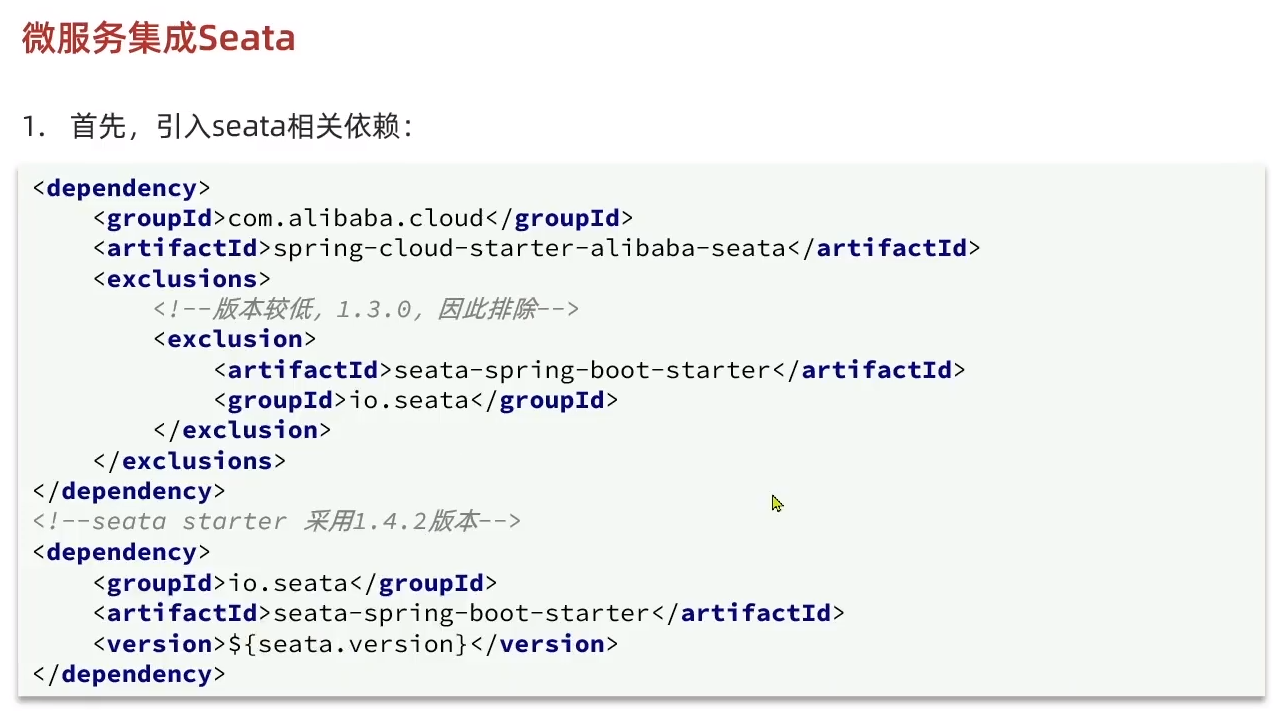 微服务集成Seata
1. 首先，引入seata相关依赖：
<dependency>
    <groupId>com.alibaba.cloud</groupId>
    <artifactId>spring-cloud-starter-alibaba-seata</artifactId>
    <exclusions>
        <!--版本较低，1.3.0，因此排除-->
        <exclusion>
            <artifactId>seata-spring-boot-starter</artifactId>
            <groupId>io.seata</groupId>
        </exclusion>
    </exclusions>
</dependency>
<!--seata starter 采用1.4.2版本-->
<dependency>
    <groupId>io.seata</groupId>
    <artifactId>seata-spring-boot-starter</artifactId>
    <version>${seata.version}</version>
</dependency>